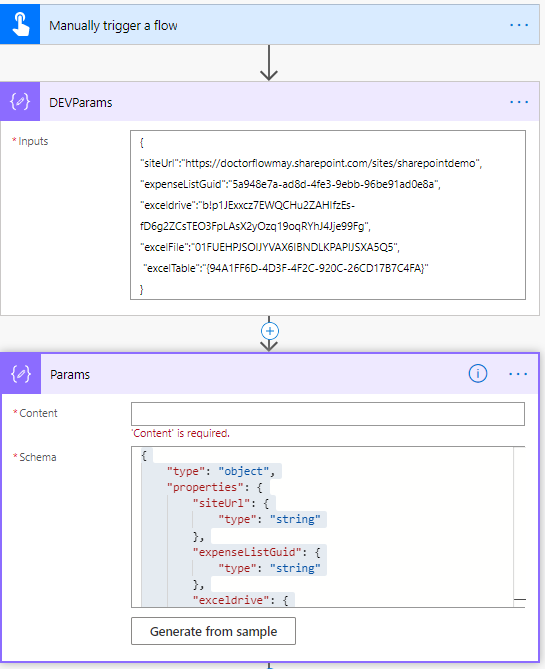 Manually trigger a flow
DEVParams
* Inputs
{
"siteUrl":"https://doctorflowmay.sharepoint.com/sites/sharepointdemo",
"expenseListGuid":"5a948e7a-ad8d-4fe3-9ebb-96be91ad0e8a",
"exceldrive":"b!p1JExxcz7EWQCHu2ZAHIfzEs-
fD6g2ZCsTEO3FpLAsX2yOzq19oqRYhJ4Jje99Fg",
"excelFile":"01FUEHPJSOIJYVAX6IBNDLKPAPIJSXA5Q5",
"excelTable":"{94A1FF6D-4D3F-4F2C-920C-26CD17B7C4FA}"
}
Params
* Content
'Content' is required.
* Schema
{
"type": "object",
"properties": {
"siteUrl": {
"type": "string"
},
"expenseListGuid": {
"type": "string"
},
"exceldrive": {
Generate from sample